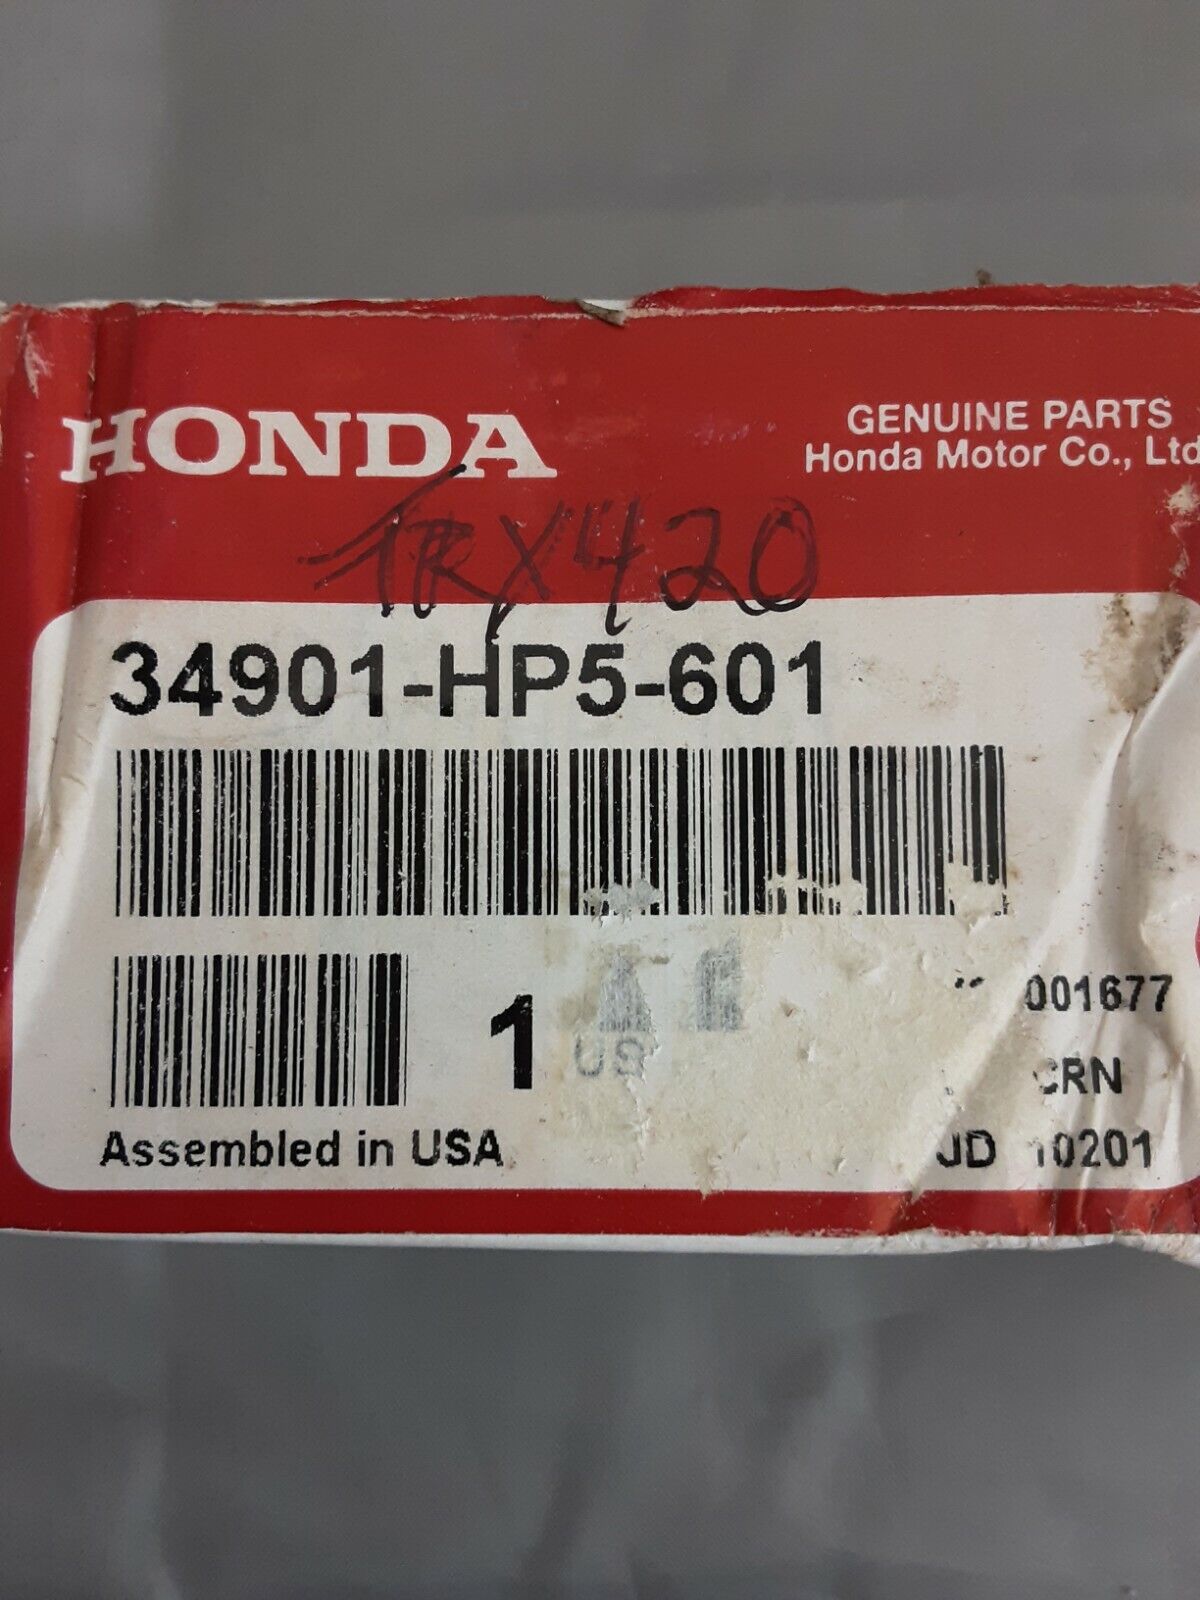 HONDA
GENUINE PARTS
Honda Motor Co., Ltd
TRX420
34901-HP5-601
1
US
001677
CRN
10201
Assembled in USA